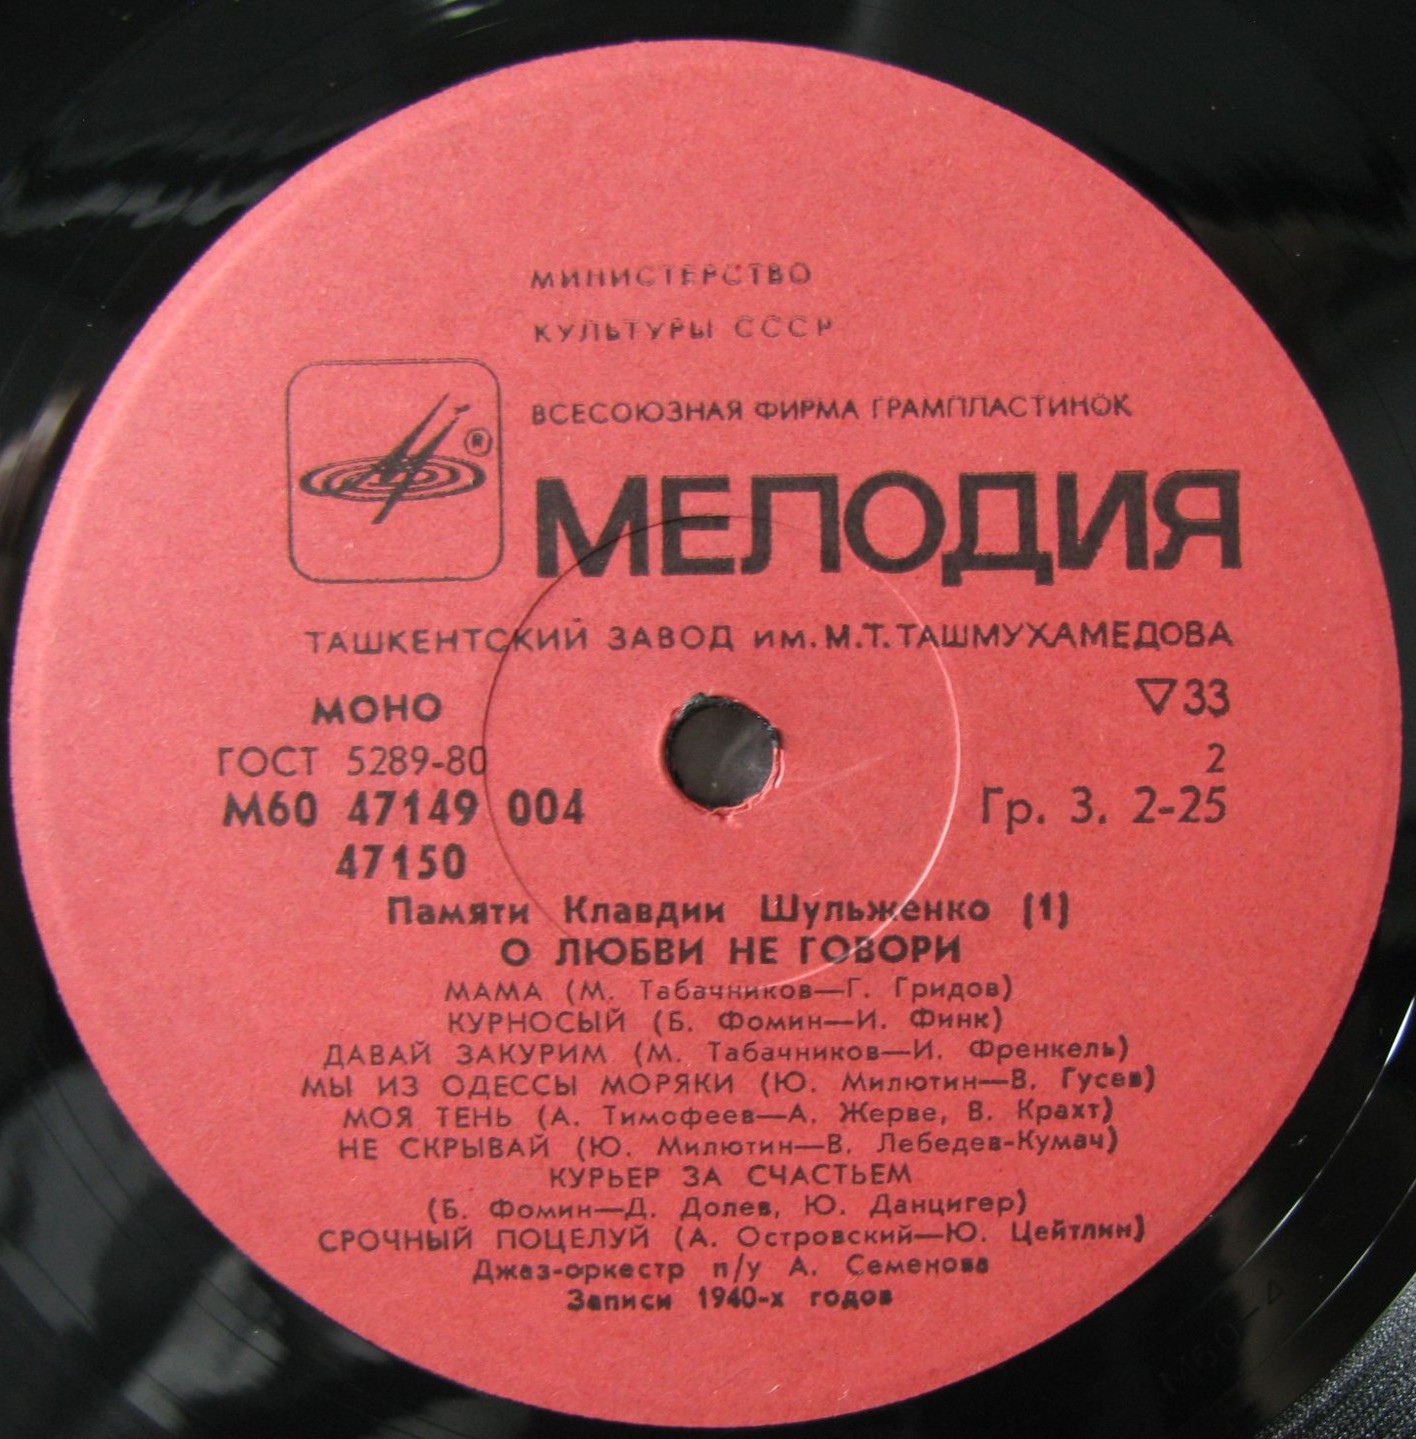 МИНИСТЕРСТВО
КУЛЬТУРЫ СССР
ВСЕСОЮЗНАЯ ФИРМА ГРАМПЛАСТИНОК
®
МЕЛОДИЯ
ТАШКЕНТСКИЙ ЗАВОД им. М.Т. ТАШМУХАМЕДОВА
МОНО ▽33
ГОСТ 5289-80 2
М60 47149 004 Гр. 3. 2-25
47150
Памяти Клавдии Шульженко (1)
О ЛЮБВИ НЕ ГОВОРИ
МАМА (М. Табачников—Г. Гридов)
КУРНОСЫЙ (Б. Фомин—И. Финк)
ДАВАЙ ЗАКУРИМ (М. Табачников—И. Френкель)
МЫ ИЗ ОДЕССЫ МОРЯКИ (Ю. Милютин—В. Гусев)
МОЯ ТЕНЬ (А. Тимофеев—А. Жерве, В. Крахт)
НЕ СКРЫВАЙ (Ю. Милютин—В. Лебедев-Кумач)
КУРЬЕР ЗА СЧАСТЬЕМ
(Б. Фомин—Д. Долев, Ю. Данцигер)
СРОЧНЫЙ ПОЦЕЛУЙ (А. Островский—Ю. Цейтлин)
Джаз-оркестр п/у А. Семенова
Записи 1940-х годов